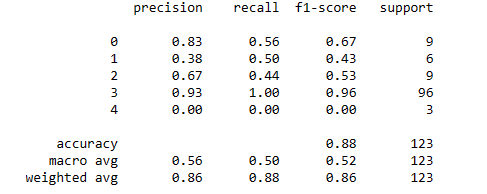 precision recall f1-score support
0 0.83 0.56 0.67 9
1 0.38 0.50 0.43 6
2 0.67 0.44 0.53 9
3 0.93 1.00 0.96 96
4 0.00 0.00 0.00 3
accuracy 0.88 123
macro avg 0.56 0.50 0.52 123
weighted avg 0.86 0.88 0.86 123